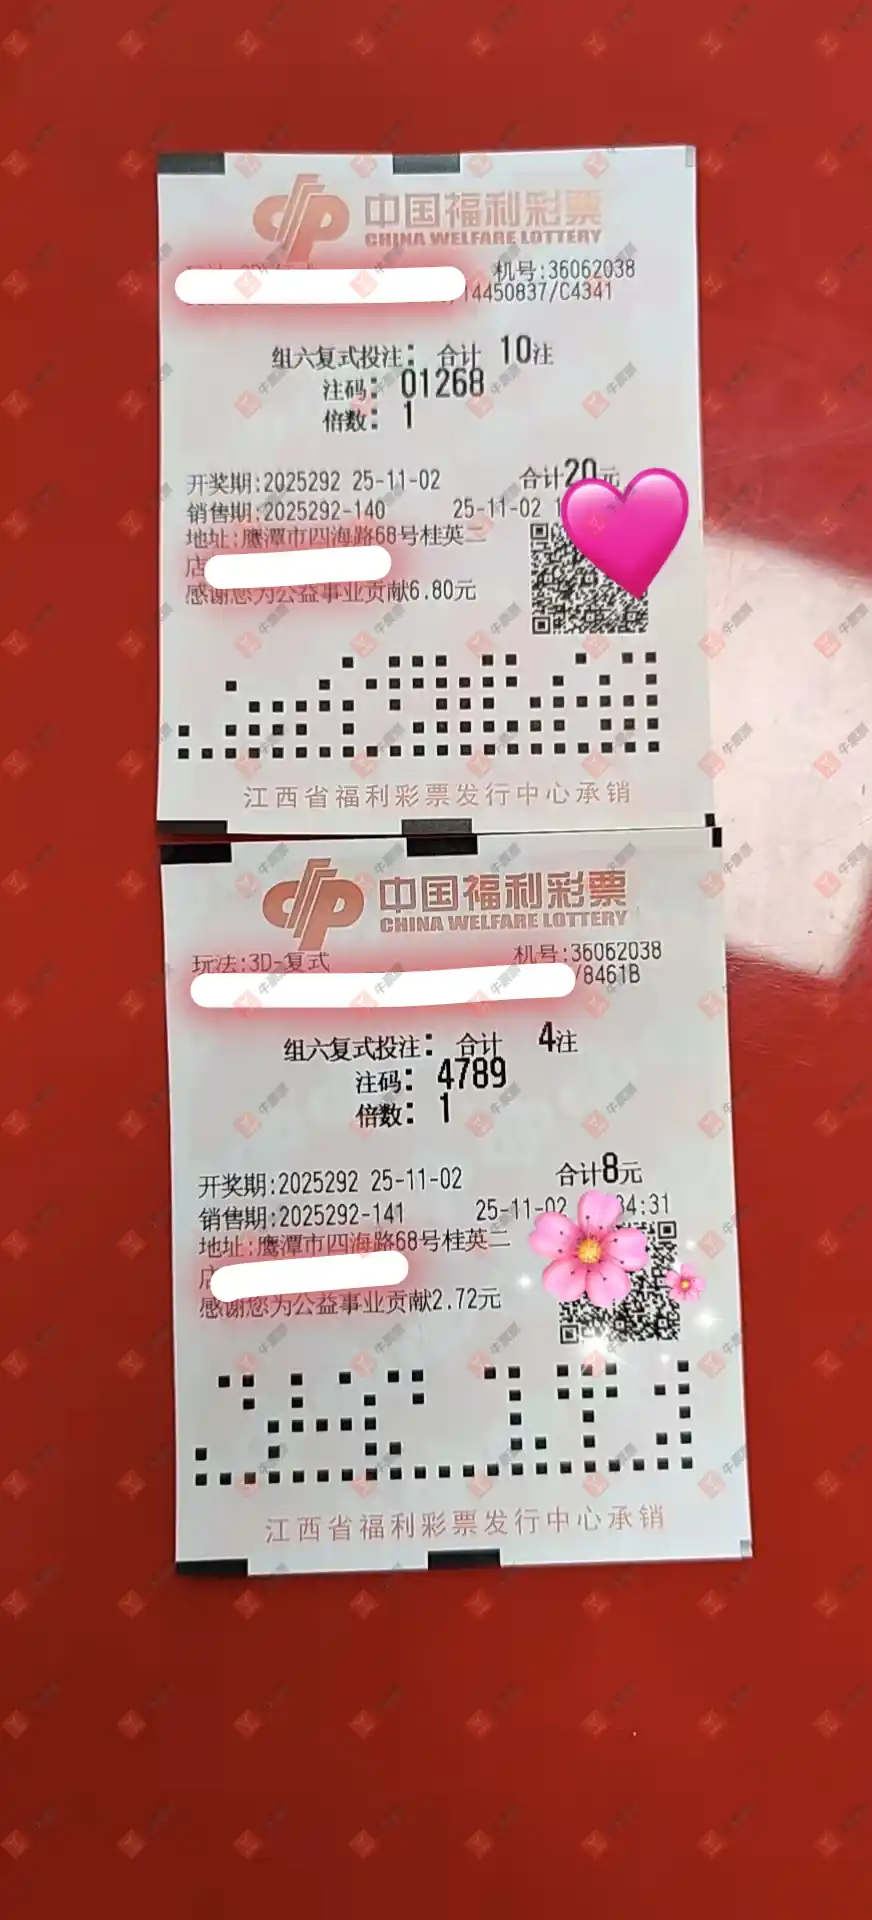 中国福利彩票
CHINA WELFARE LOTTERY
机号:36062038
14450837/C4341
组六复式投注: 合计 10注
注码: 01268
倍数: 1
开奖期:2025292 25-11-02 合计20元
销售期:2025292-140 25-11-02
地址:鹰潭市四海路68号桂英二
店
感谢您为公益事业贡献6.80元
江西省福利彩票发行中心承销
中国福利彩票
CHINA WELFARE LOTTERY
玩法:3D-复式 机号:36062038
/8461B
组六复式投注: 合计 4注
注码: 4789
倍数: 1
开奖期:2025292 25-11-02 合计8元
销售期:2025292-141 25-11-02 34:31
地址:鹰潭市四海路68号桂英二
店
感谢您为公益事业贡献2.72元
江西省福利彩票发行中心承销